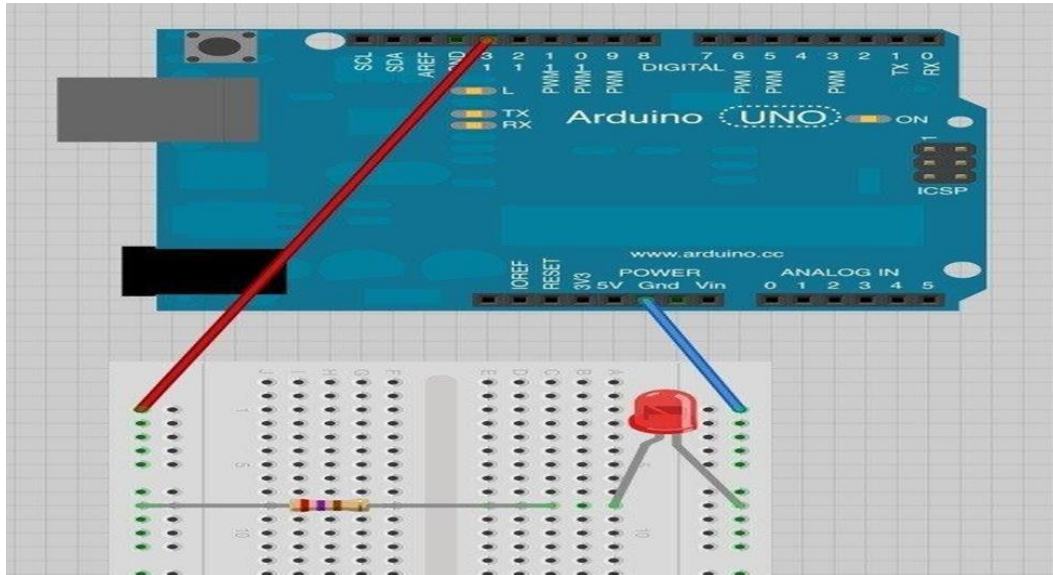 SCL SDA AREF GND 13 12 PWM 11 PWM 10 PWM 9 8 7 PWM 6 PWM 5 4 PWM 3 2 TX 1 RX 0
DIGITAL
L
TX
RX
Arduino UNO
ON
1
ICSP
www.arduino.cc
POWER
ANALOG IN
IOREF RESET 3V3 5V Gnd Vin 0 1 2 3 4 5
J I H G F E D C B A
1
5
10 10